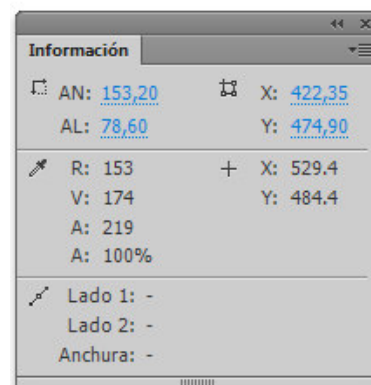 Información
AN: 153,20 X: 422,35
AL: 78,60 Y: 474,90
R: 153 X: 529.4
V: 174 Y: 484.4
A: 219
A: 100%
Lado 1: -
Lado 2: -
Anchura: -